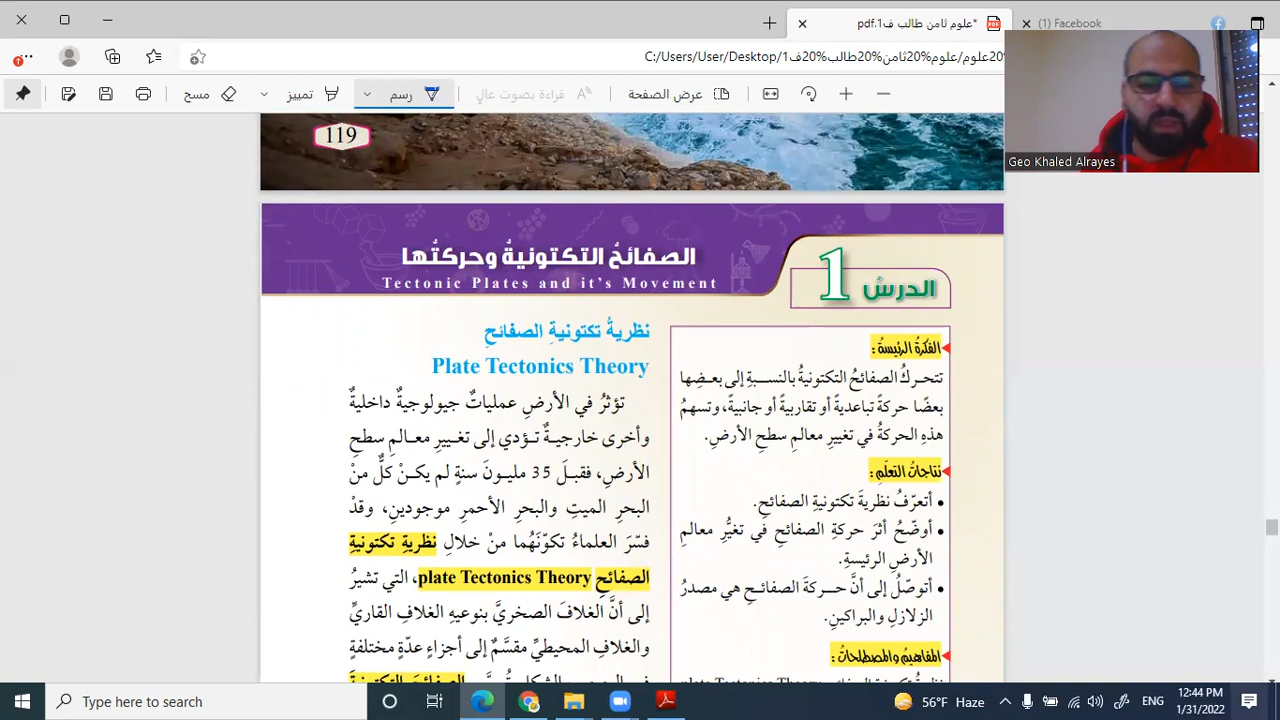 علوم ثامن طالب ف1.pdf*
(1) Facebook
C:/Users/User/Desktop/علوم/علوم%20ثامن%20طالب%20ف1
مسح
تمييز
رسم
قراءة بصوت عالٍ
عرض الصفحة
Geo Khaled Alrayes
119
الدرسُ 1
الصفائحُ التكتونيةُ وحركتُها
Tectonic Plates and it's Movement
الفكرةُ الرئيسةُ :
تتحركُ الصفائحُ التكتونيةُ بالنسبةِ إلى بعضِها
بعضًا حركةً تباعديةً أو تقاربيةً أو جانبيةً، وتسهمُ
هذهِ الحركةُ في تغييرِ معالمِ سطحِ الأرضِ.
نتاجاتُ التعلّمِ :
• أتعرّفُ نظريةَ تكتونيةِ الصفائحِ.
• أوضّحُ أثرَ حركةِ الصفائحِ في تغيُّرِ معالمِ
الأرضِ الرئيسةِ.
• أتوصّلُ إلى أنَّ حركةَ الصفائحِ هي مصدرُ
الزلازلِ والبراكينِ.
المفاهيمُ والمصطلحاتُ :
plate Tectonics Theory
نظريةُ تكتونيةِ الصفائحِ
Plate Tectonics Theory
تؤثرُ في الأرضِ عملياتٌ جيولوجيةٌ داخليةٌ
وأخرى خارجيةٌ تؤدي إلى تغييرِ معالمِ سطحِ
الأرضِ، فقبلَ 35 مليونَ سنةٍ لم يكنْ كلٌّ منْ
البحرِ الميتِ والبحرِ الأحمرِ موجودينِ، وقدْ
فسّرَ العلماءُ تكوّنَهُما منْ خلالِ نظريةِ تكتونيةِ
الصفائحِ plate Tectonics Theory، التي تشيرُ
إلى أنَّ الغلافَ الصخريَّ بنوعيهِ الغلافِ القاريِّ
والغلافِ المحيطيِّ مقسَّمٌ إلى أجزاءٍ عدّةٍ مختلفةٍ
Type here to search
56°F Haze
ENG
12:44 PM
1/31/2022